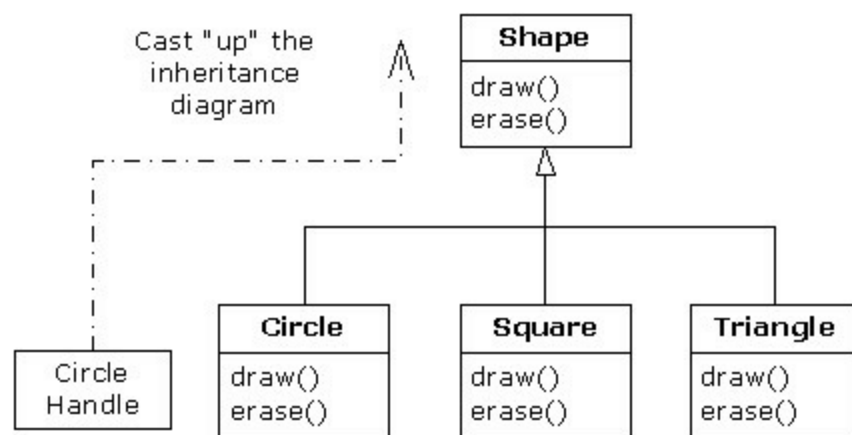 Cast "up" the
inheritance
diagram
Shape
draw()
erase()
Circle
Handle
Circle
draw()
erase()
Square
draw()
erase()
Triangle
draw()
erase()